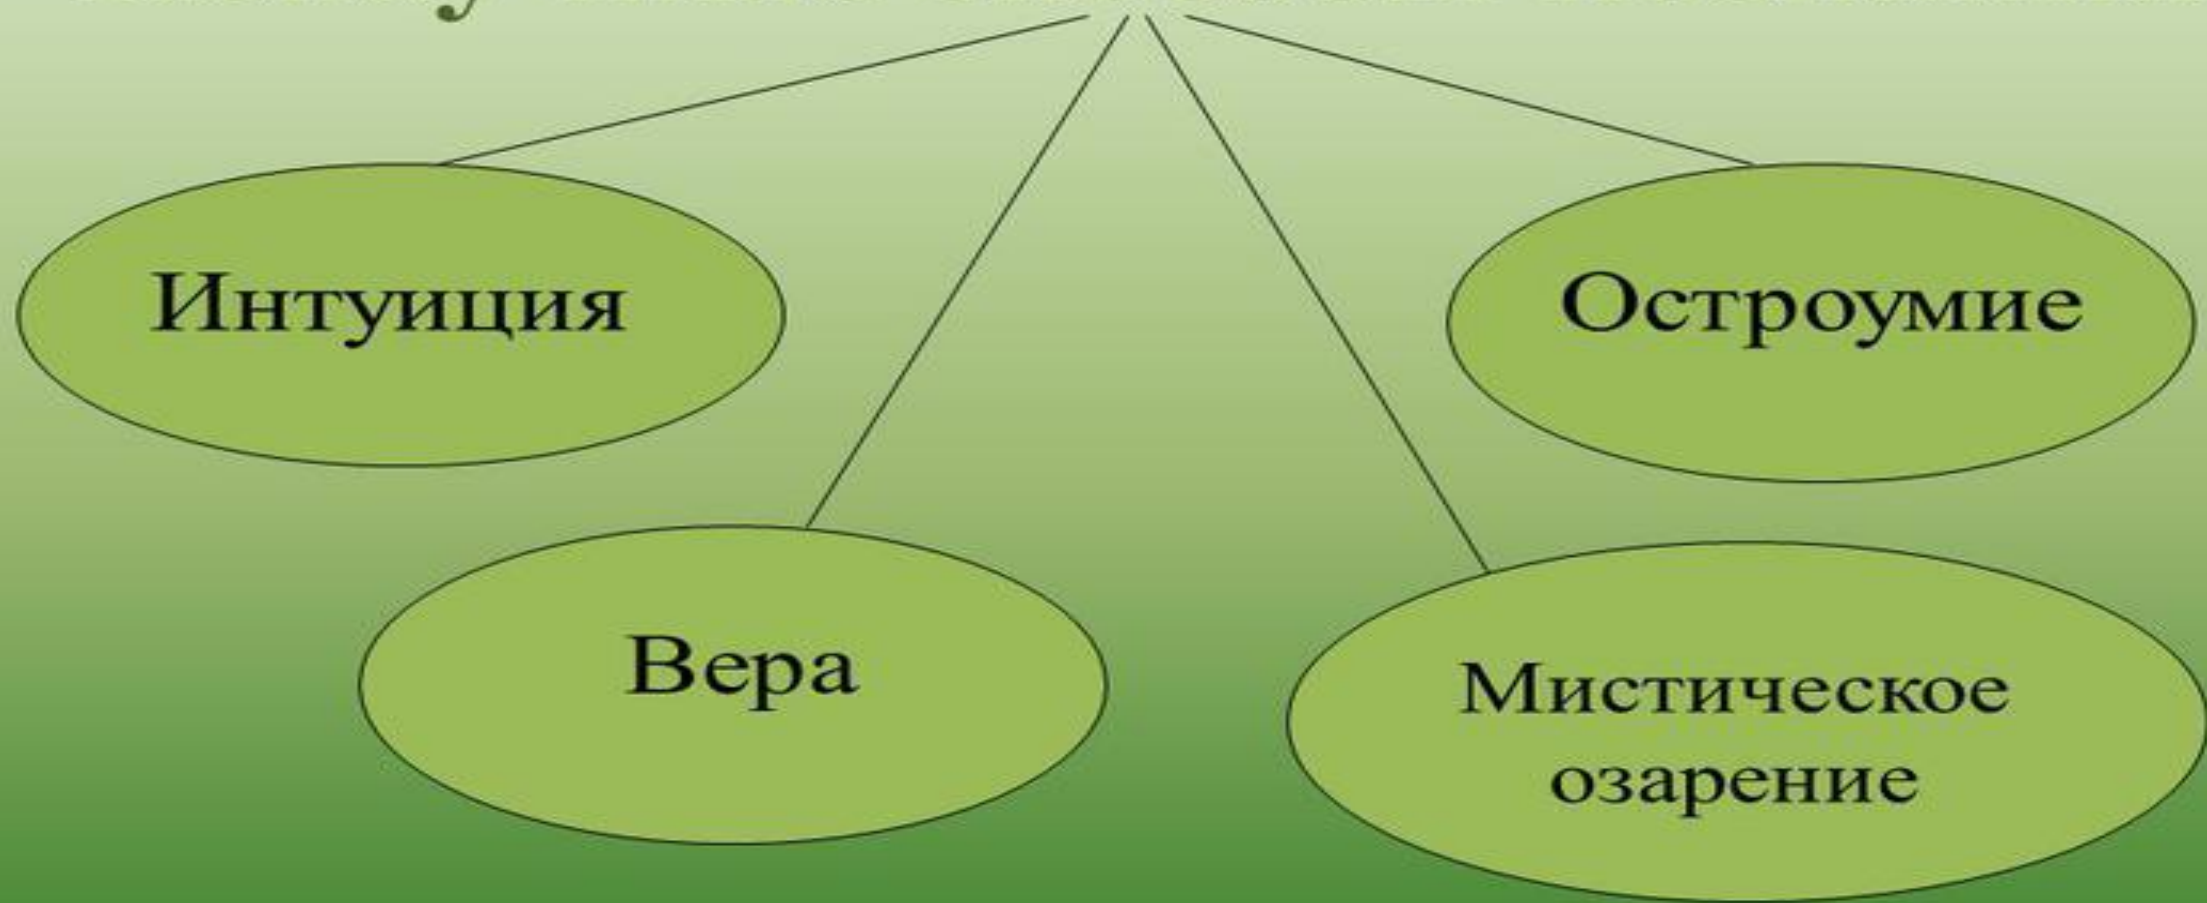 Интуиция
Остроумие
Вера
Мистическое
озарение